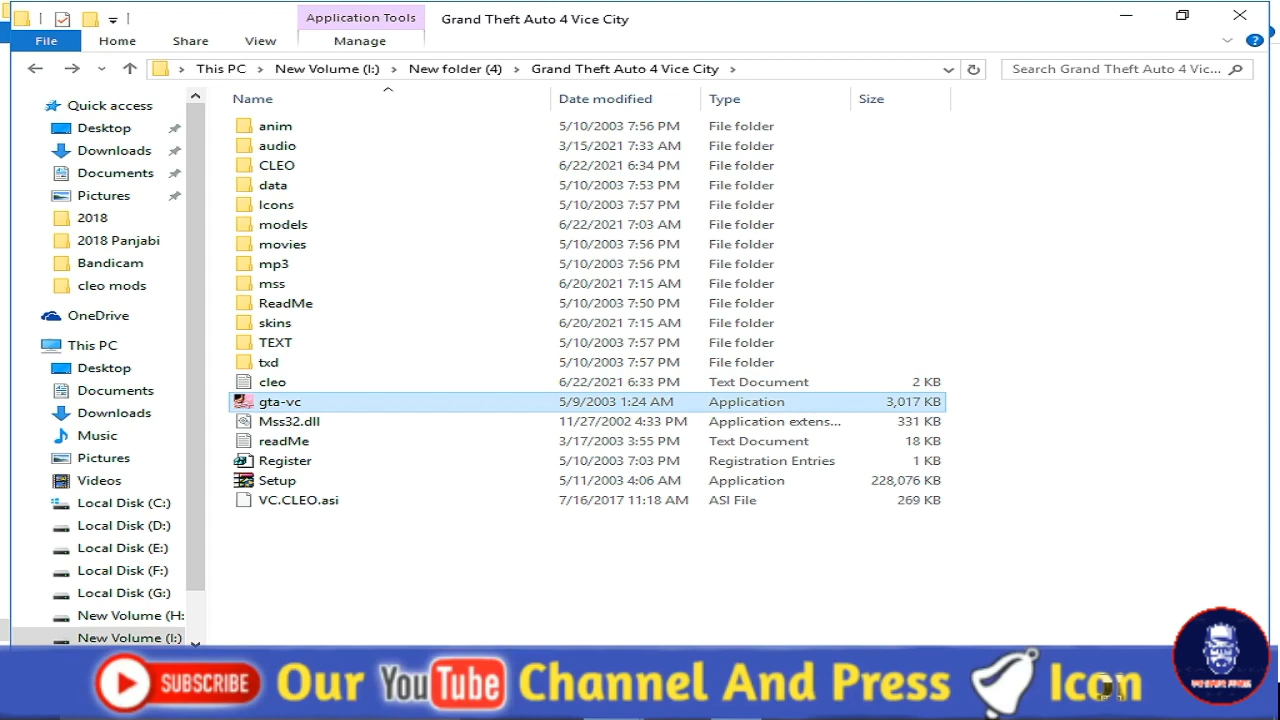 Application Tools
Grand Theft Auto 4 Vice City
File
Home
Share
View
Manage
This PC
New Volume (I:)
New folder (4)
Grand Theft Auto 4 Vice City
Search Grand Theft Auto 4 Vic...
Quick access
Desktop
Downloads
Documents
Pictures
2018
2018 Panjabi
Bandicam
cleo mods
OneDrive
This PC
Desktop
Documents
Downloads
Music
Pictures
Videos
Local Disk (C:)
Local Disk (D:)
Local Disk (E:)
Local Disk (F:)
Local Disk (G:)
New Volume (H:
New Volume (I:)
Name Date modified Type Size
anim 5/10/2003 7:56 PM File folder
audio 3/15/2021 7:33 AM File folder
CLEO 6/22/2021 6:34 PM File folder
data 5/10/2003 7:53 PM File folder
Icons 5/10/2003 7:57 PM File folder
models 6/22/2021 7:03 AM File folder
movies 5/10/2003 7:56 PM File folder
mp3 5/10/2003 7:56 PM File folder
mss 6/20/2021 7:15 AM File folder
ReadMe 5/10/2003 7:50 PM File folder
skins 6/20/2021 7:15 AM File folder
TEXT 5/10/2003 7:57 PM File folder
txd 5/10/2003 7:57 PM File folder
cleo 6/22/2021 6:33 PM Text Document 2 KB
gta-vc 5/9/2003 1:24 AM Application 3,017 KB
Mss32.dll 11/27/2002 4:33 PM Application extens... 331 KB
readMe 3/17/2003 3:55 PM Text Document 18 KB
Register 5/10/2003 7:03 PM Registration Entries 1 KB
Setup 5/11/2003 4:06 AM Application 228,076 KB
VC.CLEO.asi 7/16/2017 11:18 AM ASI File 269 KB
SUBSCRIBE Our YouTube Channel And Press Icon